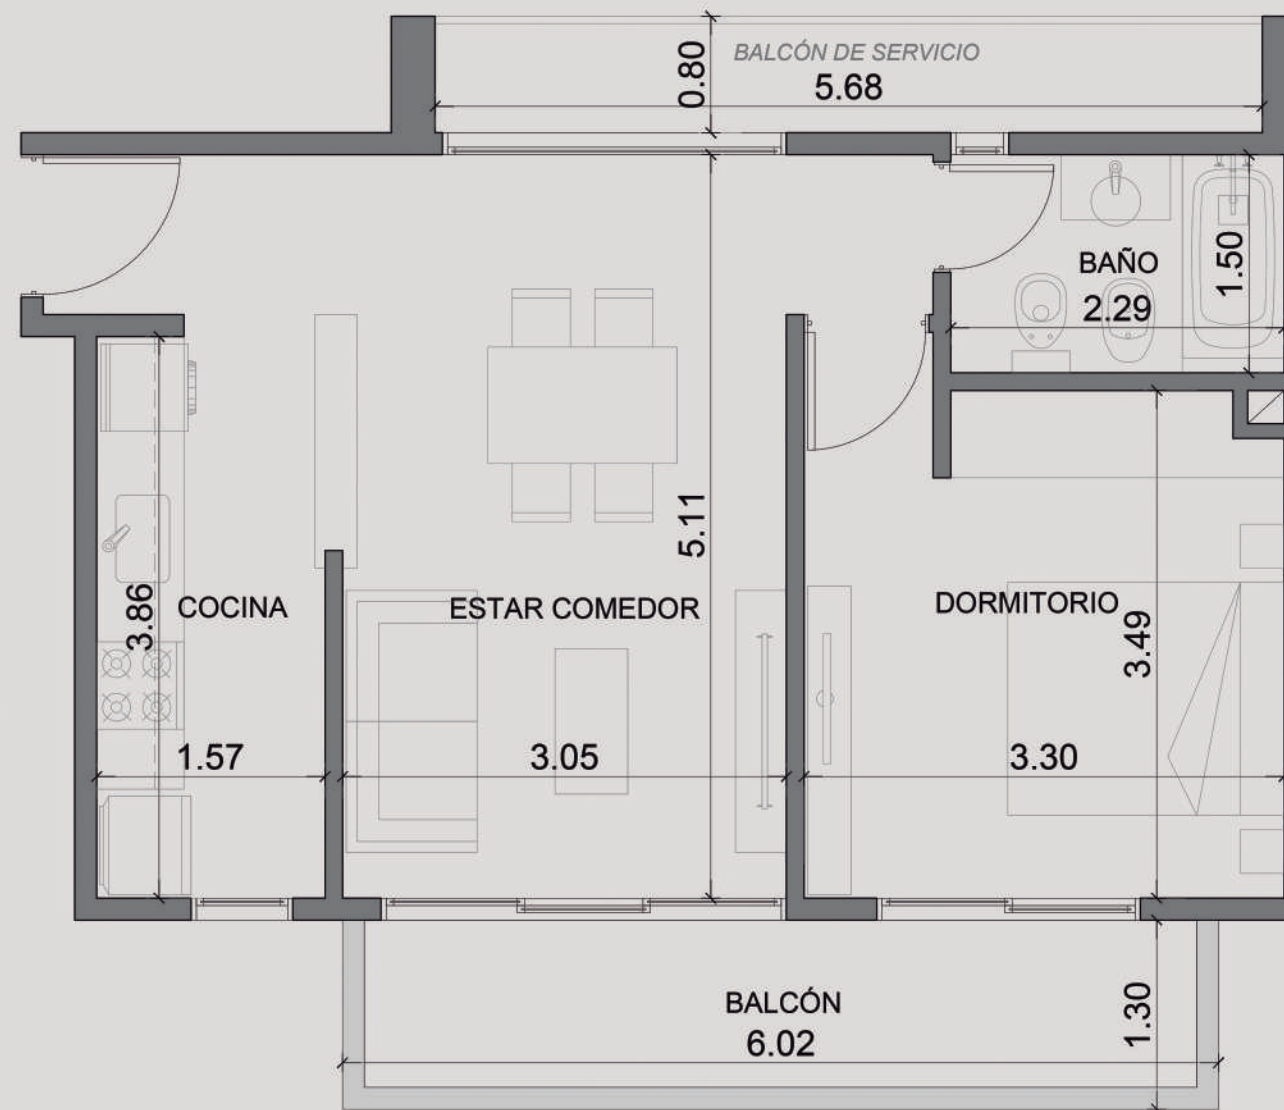 BALCÓN DE SERVICIO
0.80
5.68
BAÑO
2.29
1.50
5.11
3.86
COCINA
ESTAR COMEDOR
DORMITORIO
3.49
1.57
3.05
3.30
BALCÓN
6.02
1.30